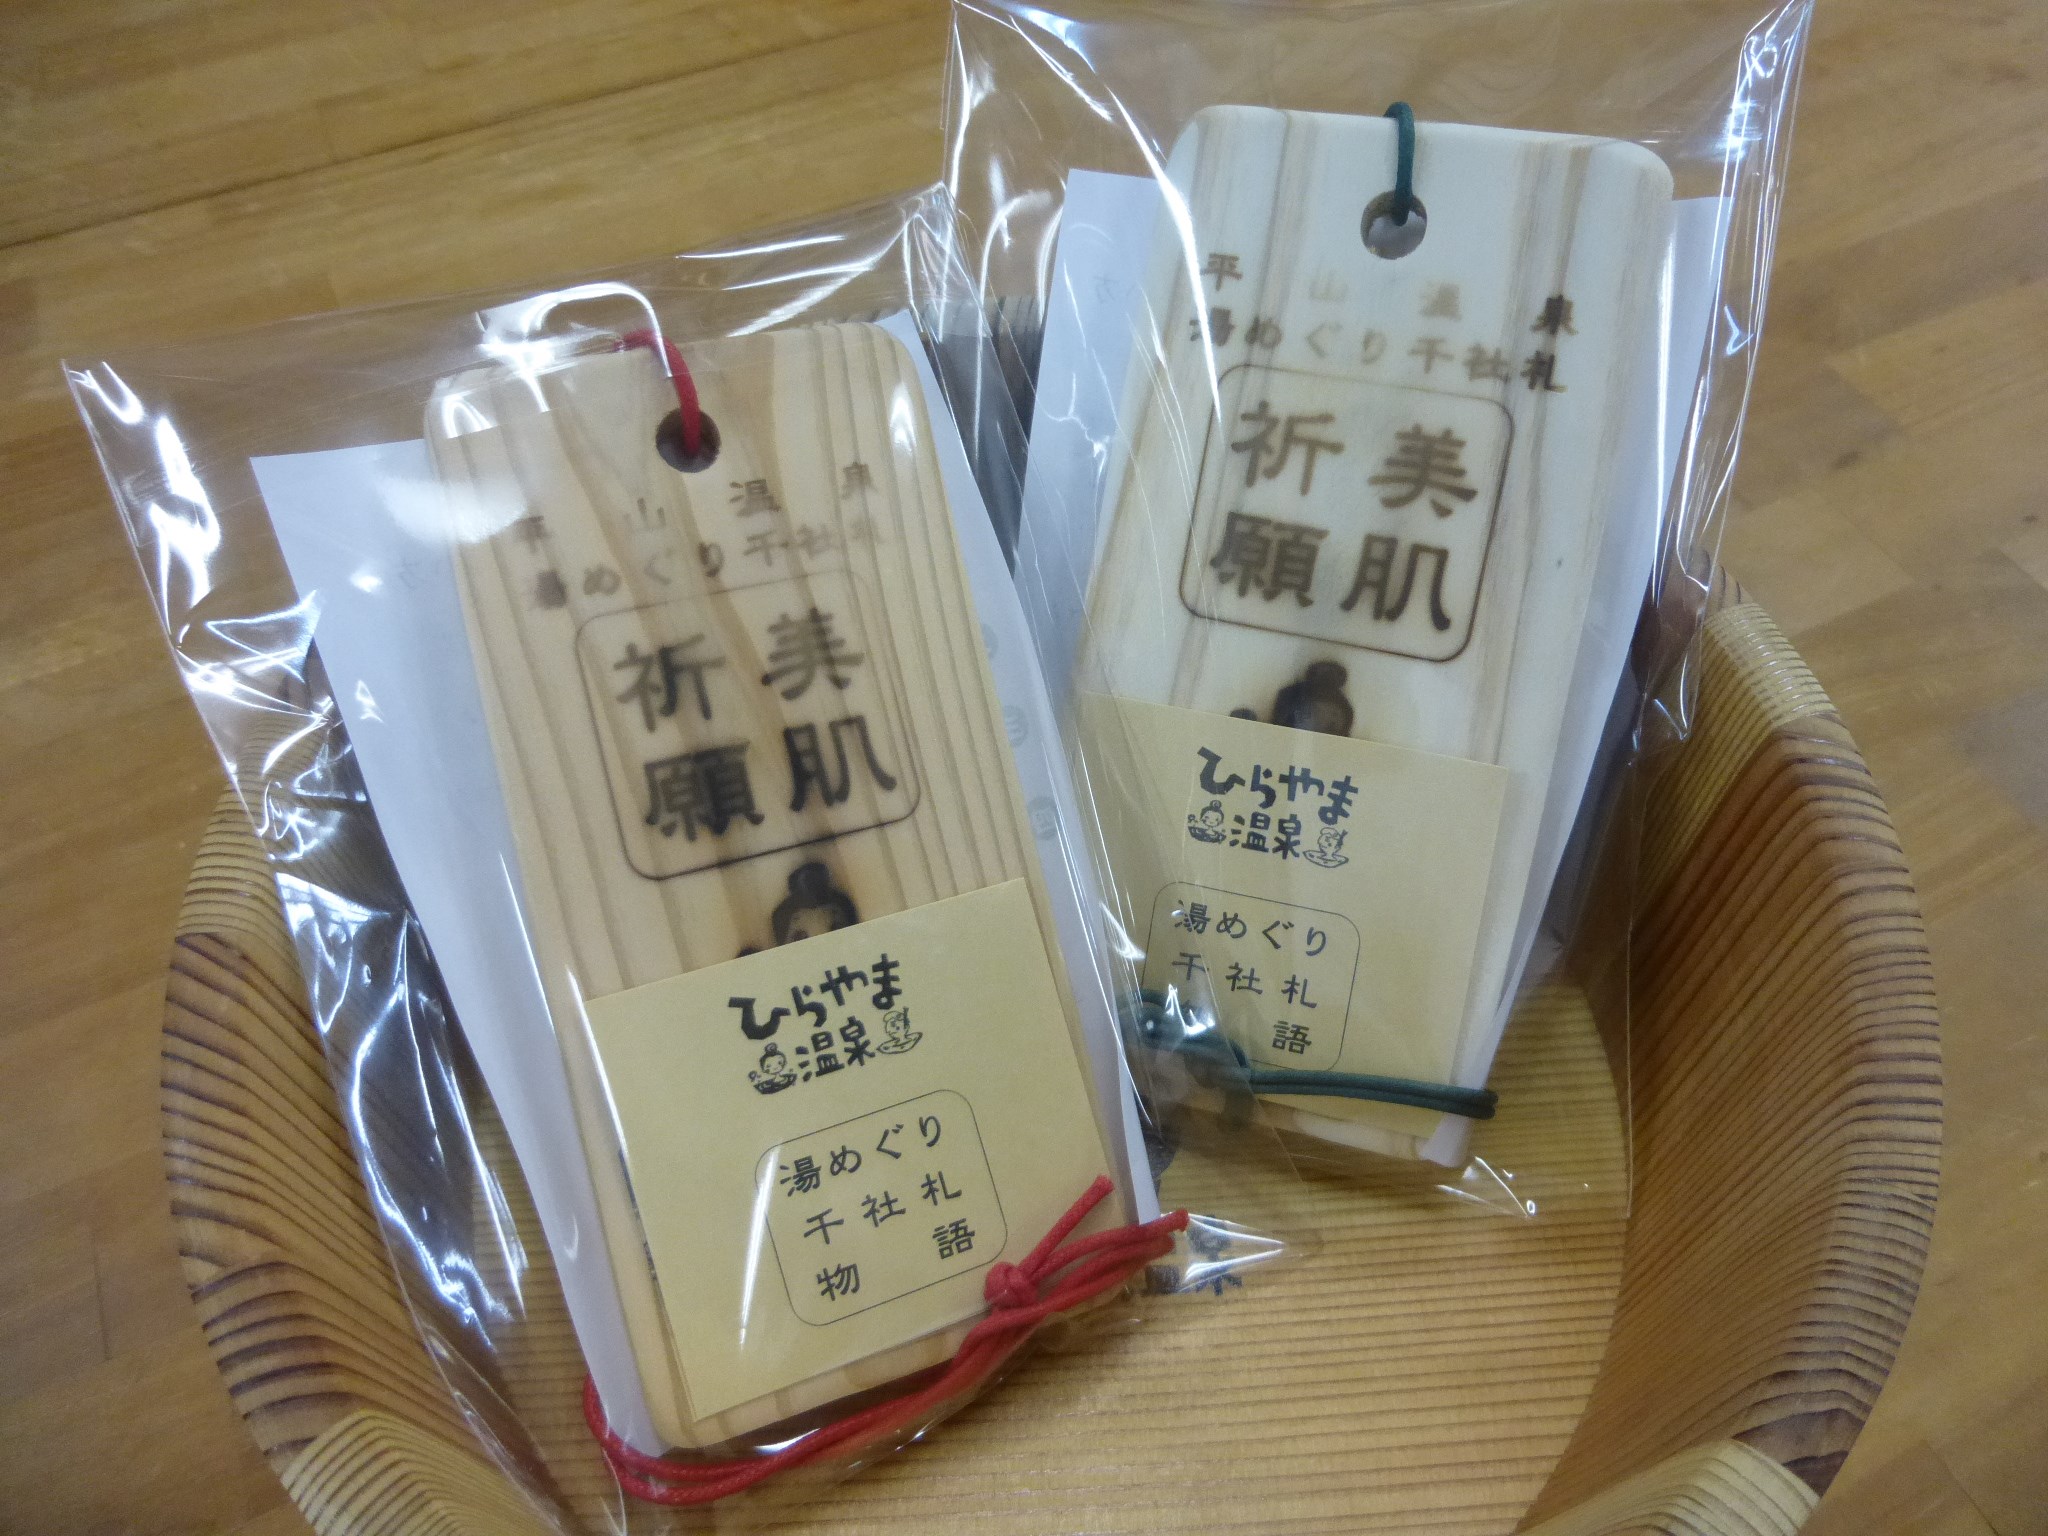 平山温泉
湯めぐり千社札
美肌
祈願
ひらやま
温泉
湯めぐり
千社札
物語
平山温泉
湯めぐり千社札
美肌
祈願
ひらやま
温泉
湯めぐり
千社札
語